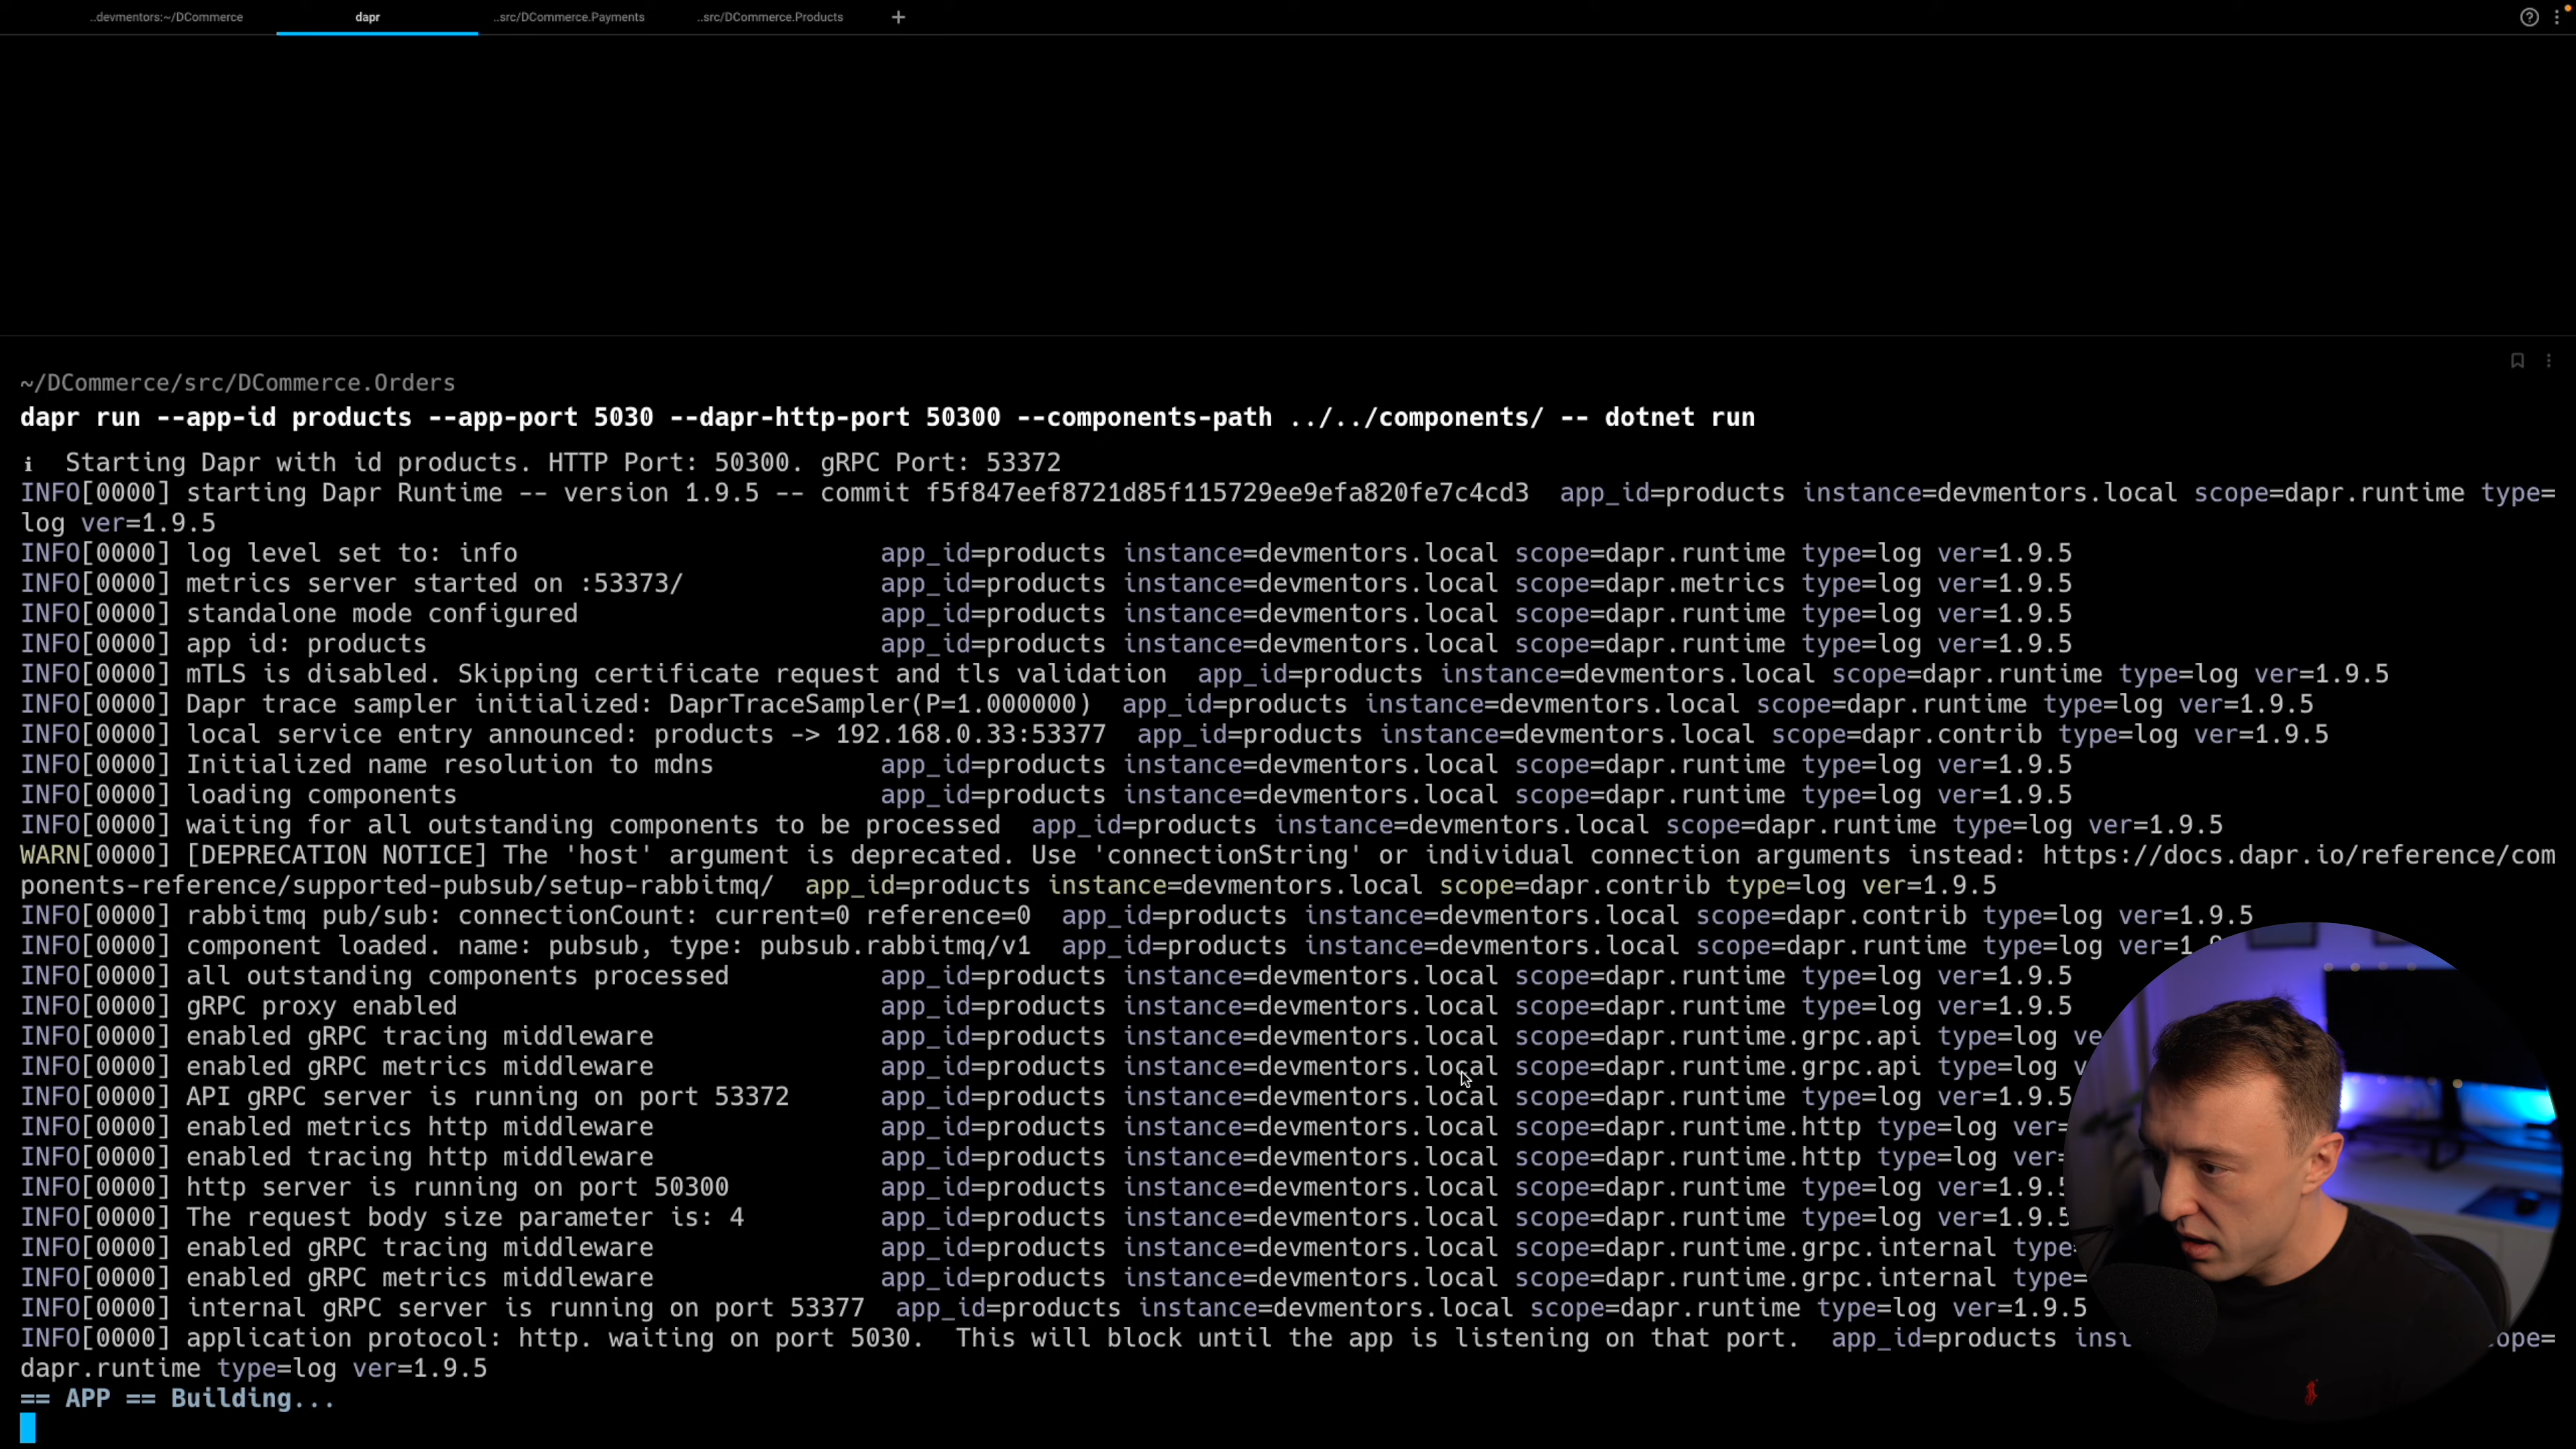 ..devmentors:~/DCommerce dapr ..src/DCommerce.Payments ..src/DCommerce.Products +
~/DCommerce/src/DCommerce.Orders
dapr run --app-id products --app-port 5030 --dapr-http-port 50300 --components-path ../../components/ -- dotnet run
i Starting Dapr with id products. HTTP Port: 50300. gRPC Port: 53372
INFO[0000] starting Dapr Runtime -- version 1.9.5 -- commit f5f847eef8721d85f115729ee9efa820fe7c4cd3 app_id=products instance=devmentors.local scope=dapr.runtime type=
log ver=1.9.5
INFO[0000] log level set to: info app_id=products instance=devmentors.local scope=dapr.runtime type=log ver=1.9.5
INFO[0000] metrics server started on :53373/ app_id=products instance=devmentors.local scope=dapr.metrics type=log ver=1.9.5
INFO[0000] standalone mode configured app_id=products instance=devmentors.local scope=dapr.runtime type=log ver=1.9.5
INFO[0000] app id: products app_id=products instance=devmentors.local scope=dapr.runtime type=log ver=1.9.5
INFO[0000] mTLS is disabled. Skipping certificate request and tls validation app_id=products instance=devmentors.local scope=dapr.runtime type=log ver=1.9.5
INFO[0000] Dapr trace sampler initialized: DaprTraceSampler(P=1.000000) app_id=products instance=devmentors.local scope=dapr.runtime type=log ver=1.9.5
INFO[0000] local service entry announced: products -> 192.168.0.33:53377 app_id=products instance=devmentors.local scope=dapr.contrib type=log ver=1.9.5
INFO[0000] Initialized name resolution to mdns app_id=products instance=devmentors.local scope=dapr.runtime type=log ver=1.9.5
INFO[0000] loading components app_id=products instance=devmentors.local scope=dapr.runtime type=log ver=1.9.5
INFO[0000] waiting for all outstanding components to be processed app_id=products instance=devmentors.local scope=dapr.runtime type=log ver=1.9.5
WARN[0000] [DEPRECATION NOTICE] The 'host' argument is deprecated. Use 'connectionString' or individual connection arguments instead: https://docs.dapr.io/reference/com
ponents-reference/supported-pubsub/setup-rabbitmq/ app_id=products instance=devmentors.local scope=dapr.contrib type=log ver=1.9.5
INFO[0000] rabbitmq pub/sub: connectionCount: current=0 reference=0 app_id=products instance=devmentors.local scope=dapr.contrib type=log ver=1.9.5
INFO[0000] component loaded. name: pubsub, type: pubsub.rabbitmq/v1 app_id=products instance=devmentors.local scope=dapr.runtime type=log ver=1.9
INFO[0000] all outstanding components processed app_id=products instance=devmentors.local scope=dapr.runtime type=log ver=1.9.5
INFO[0000] gRPC proxy enabled app_id=products instance=devmentors.local scope=dapr.runtime type=log ver=1.9.5
INFO[0000] enabled gRPC tracing middleware app_id=products instance=devmentors.local scope=dapr.runtime.grpc.api type=log ve
INFO[0000] enabled gRPC metrics middleware app_id=products instance=devmentors.local scope=dapr.runtime.grpc.api type=log v
INFO[0000] API gRPC server is running on port 53372 app_id=products instance=devmentors.local scope=dapr.runtime type=log ver=1.9.5
INFO[0000] enabled metrics http middleware app_id=products instance=devmentors.local scope=dapr.runtime.http type=log ver=
INFO[0000] enabled tracing http middleware app_id=products instance=devmentors.local scope=dapr.runtime.http type=log ver=
INFO[0000] http server is running on port 50300 app_id=products instance=devmentors.local scope=dapr.runtime type=log ver=1.9.5
INFO[0000] The request body size parameter is: 4 app_id=products instance=devmentors.local scope=dapr.runtime type=log ver=1.9.5
INFO[0000] enabled gRPC tracing middleware app_id=products instance=devmentors.local scope=dapr.runtime.grpc.internal type=
INFO[0000] enabled gRPC metrics middleware app_id=products instance=devmentors.local scope=dapr.runtime.grpc.internal type=
INFO[0000] internal gRPC server is running on port 53377 app_id=products instance=devmentors.local scope=dapr.runtime type=log ver=1.9.5
INFO[0000] application protocol: http. waiting on port 5030. This will block until the app is listening on that port. app_id=products inst ope=
dapr.runtime type=log ver=1.9.5
== APP == Building...